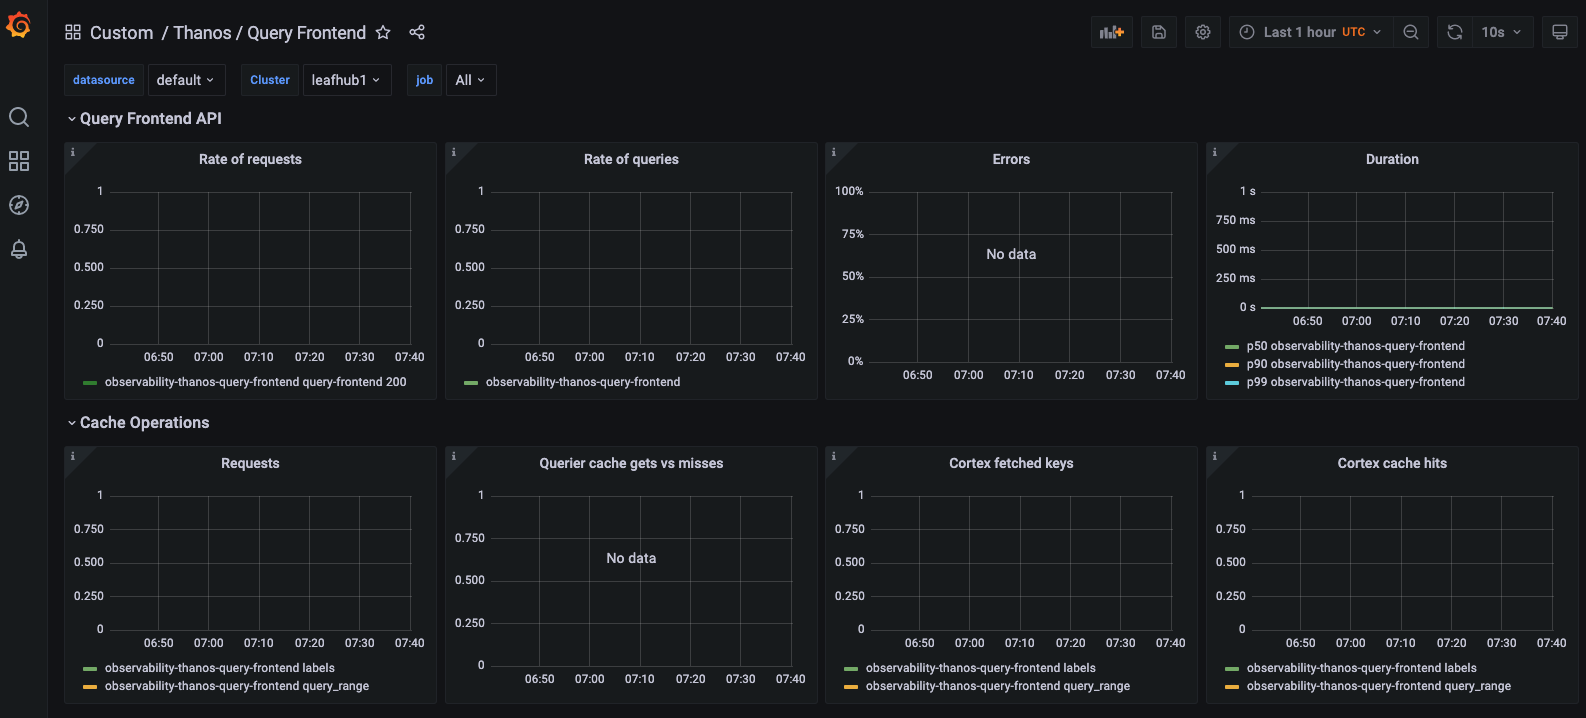 Custom / Thanos / Query Frontend
Last 1 hour UTC
10s
datasource default Cluster leafhub1 job All
Query Frontend API
i
Rate of requests
1
0.750
0.500
0.250
0
06:50 07:00 07:10 07:20 07:30 07:40
observability-thanos-query-frontend query-frontend 200
i
Rate of queries
1
0.750
0.500
0.250
0
06:50 07:00 07:10 07:20 07:30 07:40
observability-thanos-query-frontend
i
Errors
100%
75%
No data
50%
25%
0%
06:50 07:00 07:10 07:20 07:30 07:40
i
Duration
1 s
750 ms
500 ms
250 ms
0 s
06:50 07:00 07:10 07:20 07:30 07:40
p50 observability-thanos-query-frontend
p90 observability-thanos-query-frontend
p99 observability-thanos-query-frontend
Cache Operations
i
Requests
1
0.750
0.500
0.250
0
06:50 07:00 07:10 07:20 07:30 07:40
observability-thanos-query-frontend labels
observability-thanos-query-frontend query_range
i
Querier cache gets vs misses
1
0.750
No data
0.500
0.250
0
06:50 07:00 07:10 07:20 07:30 07:40
i
Cortex fetched keys
1
0.750
0.500
0.250
0
06:50 07:00 07:10 07:20 07:30 07:40
observability-thanos-query-frontend labels
observability-thanos-query-frontend query_range
i
Cortex cache hits
1
0.750
0.500
0.250
0
06:50 07:00 07:10 07:20 07:30 07:40
observability-thanos-query-frontend labels
observability-thanos-query-frontend query_range